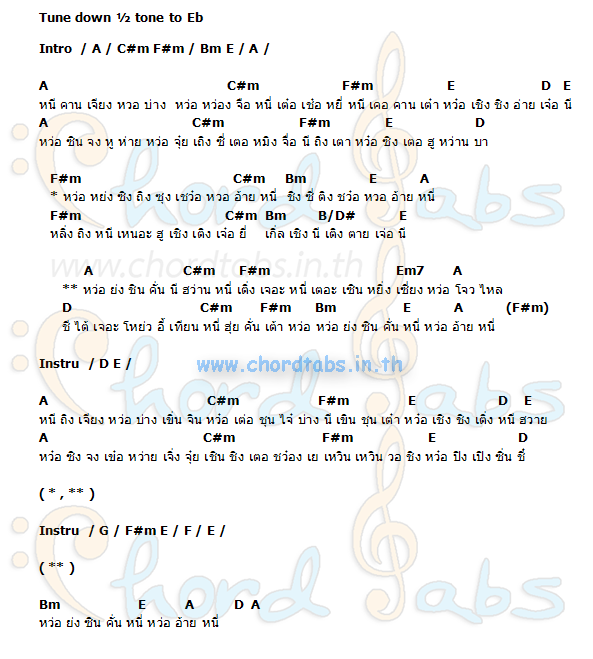 Tune down ½ tone to Eb
Intro / A / C#m F#m / Bm E / A /
A C#m F#m E D E
หนี คาน เจียง หวอ บ่าง หว่อ หว่อง จือ หนี่ เต๋อ เช่อ หยี่ หนี เคอ คาน เต๋า หว่อ เชิง ชิง อ๋าย เจ๋อ นี
A C#m F#m E D
หว่อ ซิน จง หู ห่าย หว่อ จุ๋ย เถิง ซี่ เตอ หมิง จื่อ นี ถิง เตา หว๋อ ชิง เตอ ฮู หว่าน บา
F#m C#m Bm E A
* หว่อ หย่ง ชิง ถิง ซุง เชว๋อ หวอ อ้าย หนี่ ชิง ซี่ ติง ชว๋อ หวอ อ้าย หนี่
F#m C#m Bm B/D# E
หลิ่ง ถิง หนี เหนอะ ฮู เชิง เติง เจ๋อ ยี่ เกิ้ล เชิง นี เติง ตาย เจ๋อ นี
www.chordtabs.in.th
A C#m F#m Em7 A
** หว่อ ย่ง ชิน คั่น นี ฮว่าน หนี่ เติ่ง เจอะ หนี่ เตอะ เซิน หยิ่ง เชี่ยง หว่อ โจว ไหล
D C#m F#m Bm E A (F#m)
ชี่ ไต้ เจอะ โหย่ว อี้ เทียน หนี่ ฮุ่ย คั่น เต้า หว่อ หว่อ ย่ง ซิน คั่น หนี่ หว่อ อ้าย หนี่
Instru / D E /
www.chordtabs.in.th
A C#m F#m E D E
หนี ถิง เจียง หว่อ บ่าง เขิ่น จิน หว๋อ เต่อ ชุน ไจ๋ บ่าง นี เขิน ชุน เต๋า หว่อ เชิง ชิง เติ่ง หนี ฮวาย
A C#m F#m E D
หว่อ ชิง จง เข่อ หว่าย เจิ่ง จุ๋ย เชิน ชิง เตอ ชว๋อง เย เหวิน เหวิน วอ ชิง หว๋อ ปิง เปิง ชิ่น ชี่
( * , ** )
Instru / G / F#m E / F / E /
( ** )
Bm E A D A
หว่อ ย่ง ซิน คั่น หนี่ หว่อ อ้าย หนี่